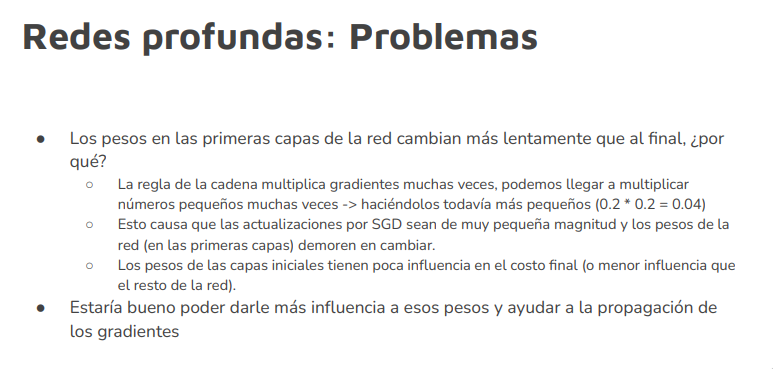 Redes profundas: Problemas
● Los pesos en las primeras capas de la red cambian más lentamente que al final, ¿por
qué?
○ La regla de la cadena multiplica gradientes muchas veces, podemos llegar a multiplicar
números pequeños muchas veces -> haciéndolos todavía más pequeños (0.2 * 0.2 = 0.04)
○ Esto causa que las actualizaciones por SGD sean de muy pequeña magnitud y los pesos de la
red (en las primeras capas) demoren en cambiar.
○ Los pesos de las capas iniciales tienen poca influencia en el costo final (o menor influencia que
el resto de la red).
● Estaría bueno poder darle más influencia a esos pesos y ayudar a la propagación de
los gradientes